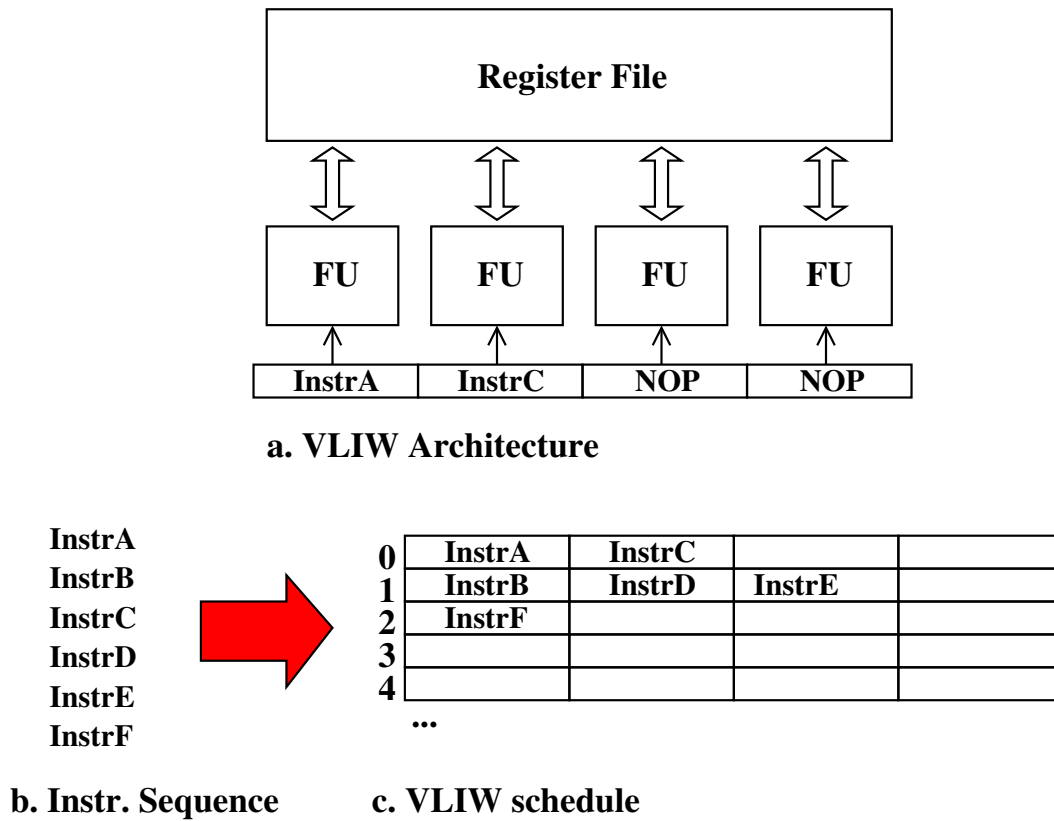 Register File
FU FU FU FU
InstrA InstrC NOP NOP
a. VLIW Architecture
InstrA
InstrB
InstrC
InstrD
InstrE
InstrF
0 InstrA InstrC
1 InstrB InstrD InstrE
2 InstrF
3
4
...
b. Instr. Sequence
c. VLIW schedule